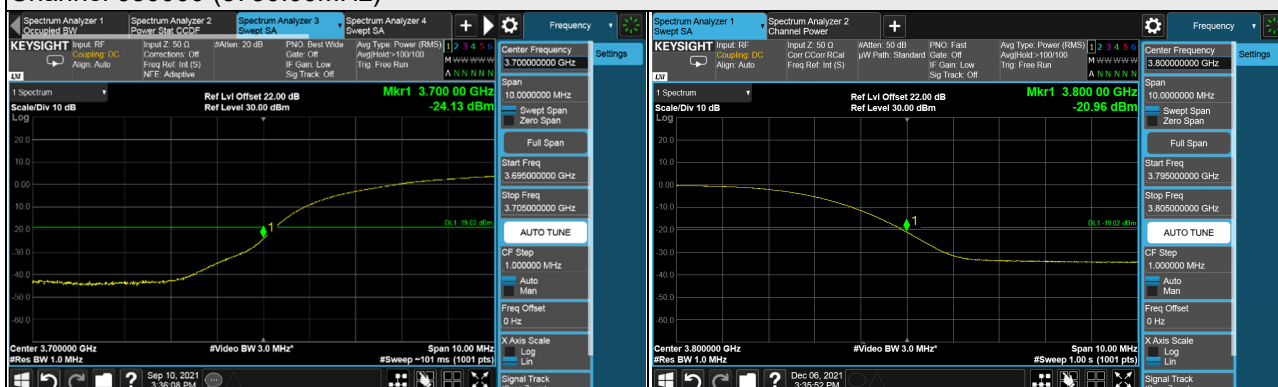 Spectrum Analyzer 1
Occupied BW
Spectrum Analyzer 2
Power Stat CCDF
Spectrum Analyzer 3
Swept SA
Spectrum Analyzer 4
Swept SA
+
Frequency
KEYSIGHT
Input: RF
Coupling: DC
Align: Auto
Input Z: 50 Ω
Corrections: Off
Freq Ref: Int (S)
NFE: Adaptive
#Atten: 20 dB
PNO: Best Wide
Gate: Off
IF Gain: Low
Sig Track: Off
Avg Type: Power (RMS)
Avg|Hold:>100/100
Trig: Free Run
1 2 3 4 5 6
M W W W W W
A N N N N N
LXI
Center Frequency
3.700000000 GHz
Settings
Span
10.0000000 MHz
Swept Span
Zero Span
Full Span
Start Freq
3.695000000 GHz
Stop Freq
3.705000000 GHz
AUTO TUNE
CF Step
1.000000 MHz
Auto
Man
Freq Offset
0 Hz
X Axis Scale
Log
Lin
Signal Track
1 Spectrum
Scale/Div 10 dB
Log
Ref Lvl Offset 22.00 dB
Ref Level 30.00 dBm
Mkr1 3.700 00 GHz
-24.13 dBm
20.0
10.0
0.00
-10.0
-20.0
-30.0
-40.0
-50.0
-60.0
1
DL1 -19.02 dBm
Center 3.700000 GHz
#Res BW 1.0 MHz
#Video BW 3.0 MHz*
Span 10.00 MHz
#Sweep ~101 ms (1001 pts)
?
Sep 10, 2021
3:36:08 PM
Spectrum Analyzer 1
Swept SA
Spectrum Analyzer 2
Channel Power
+
Frequency
KEYSIGHT
Input: RF
Coupling: DC
Align: Auto
Input Z: 50 Ω
Corr CCorr RCal
Freq Ref: Int (S)
#Atten: 50 dB
µW Path: Standard
PNO: Fast
Gate: Off
IF Gain: Low
Sig Track: Off
Avg Type: Power (RMS)
Avg|Hold:>100/100
Trig: Free Run
1 2 3 4 5 6
M W W W W W
A N N N N N
LXI
Center Frequency
3.800000000 GHz
Settings
Span
10.0000000 MHz
Swept Span
Zero Span
Full Span
Start Freq
3.795000000 GHz
Stop Freq
3.805000000 GHz
AUTO TUNE
CF Step
1.000000 MHz
Auto
Man
Freq Offset
0 Hz
X Axis Scale
Log
Lin
Signal Track
1 Spectrum
Scale/Div 10 dB
Log
Ref Lvl Offset 22.00 dB
Ref Level 30.00 dBm
Mkr1 3.800 00 GHz
-20.96 dBm
20.0
10.0
0.00
-10.0
-20.0
-30.0
-40.0
-50.0
-60.0
1
DL1 -19.02 dBm
Center 3.800000 GHz
#Res BW 1.0 MHz
#Video BW 3.0 MHz*
Span 10.00 MHz
#Sweep 1.00 s (1001 pts)
?
Dec 06, 2021
3:35:52 PM